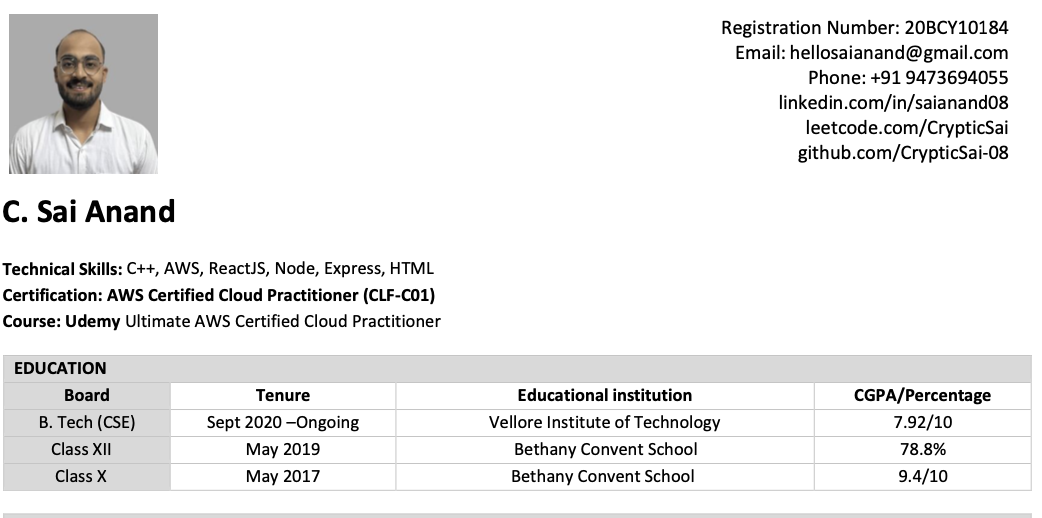 Registration Number: 20BCY10184
Email: hellosaianand@gmail.com
Phone: +91 9473694055
linkedin.com/in/saianand08
leetcode.com/CrypticSai
github.com/CrypticSai-08
C. Sai Anand
Technical Skills: C++, AWS, ReactJS, Node, Express, HTML
Certification: AWS Certified Cloud Practitioner (CLF-C01)
Course: Udemy Ultimate AWS Certified Cloud Practitioner
EDUCATION
Board Tenure Educational institution CGPA/Percentage
B. Tech (CSE) Sept 2020 –Ongoing Vellore Institute of Technology 7.92/10
Class XII May 2019 Bethany Convent School 78.8%
Class X May 2017 Bethany Convent School 9.4/10